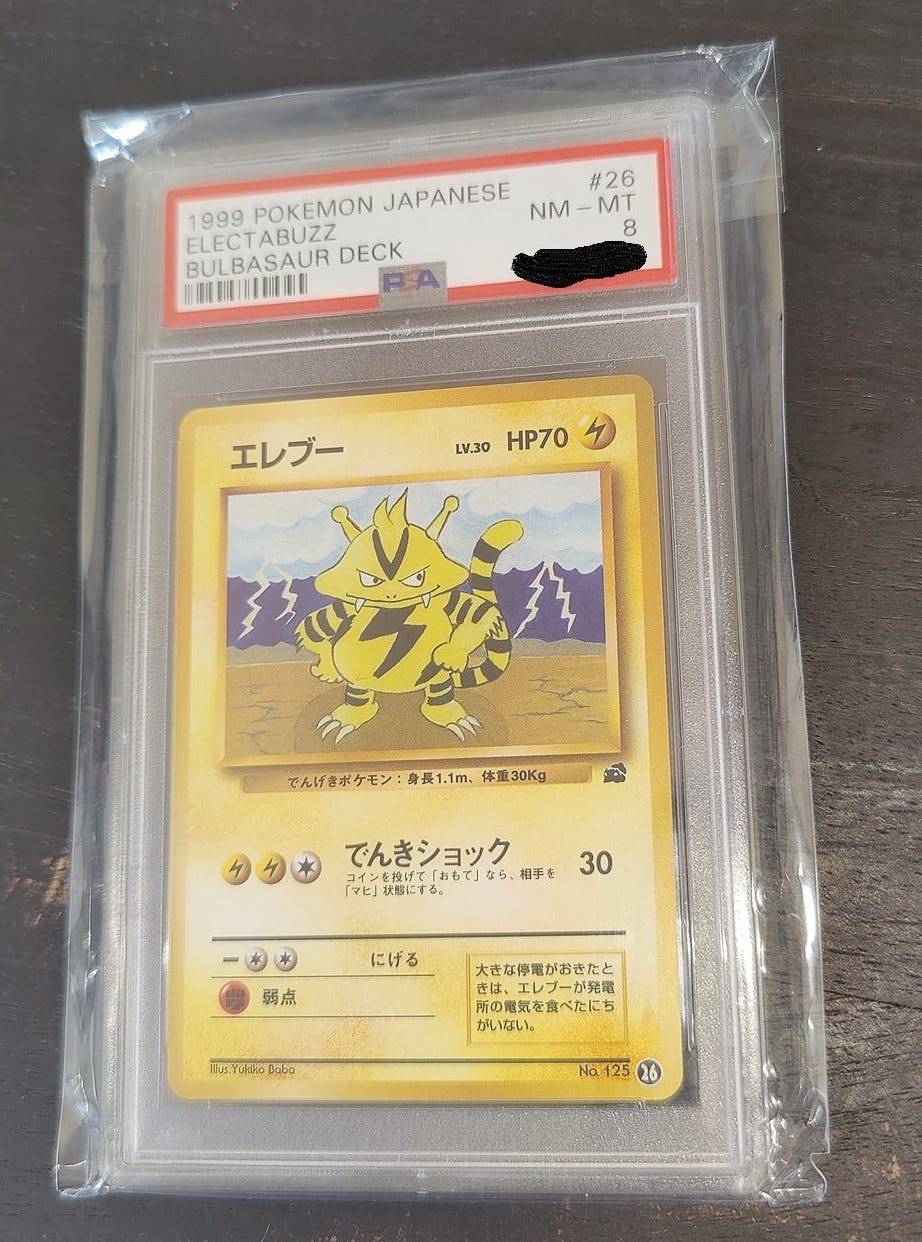 1999 POKEMON JAPANESE #26
ELECTABUZZ NM - MT
BULBASAUR DECK 8
PSA
エレブー LV.30 HP70
でんげきポケモン：身長1.1m、体重30Kg
でんきショック 30
コインを投げて「おもて」なら、相手を
「マヒ」状態にする。
にげる
弱点
大きな停電がおきたと
きは、エレブーが発電
所の電気を食べたにち
がいない。
Illus.Yukiko Baba No. 125 26